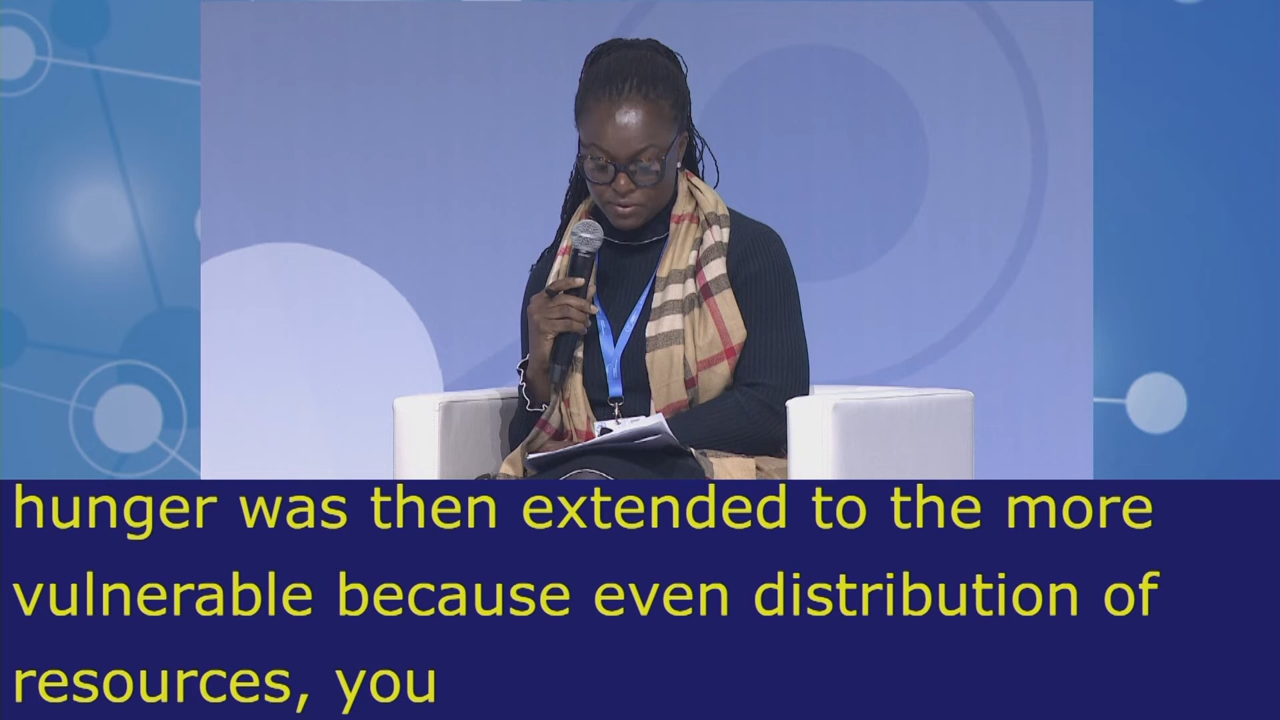 hunger was then extended to the more
vulnerable because even distribution of
resources, you